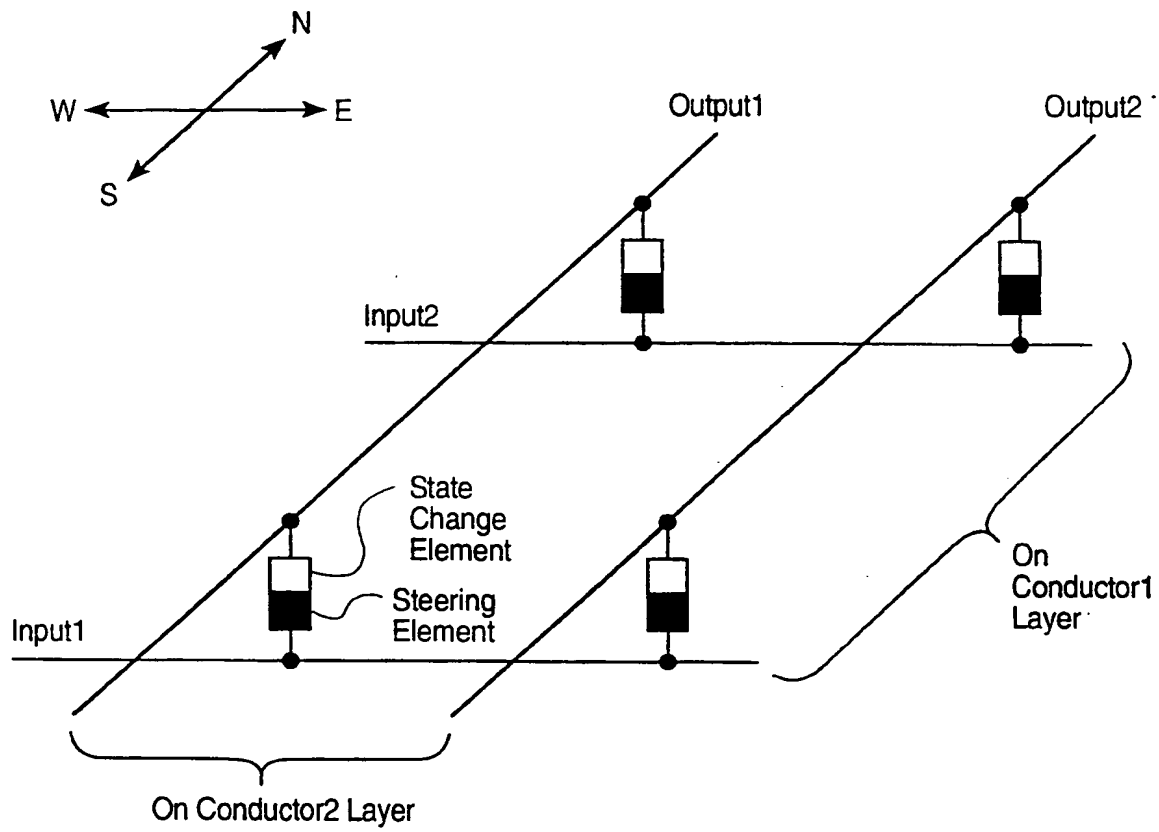 N
W
E
S
Output1
Output2
Input2
State
Change
Element
Steering
Element
On
Conductor1
Layer
Input1
On Conductor2 Layer